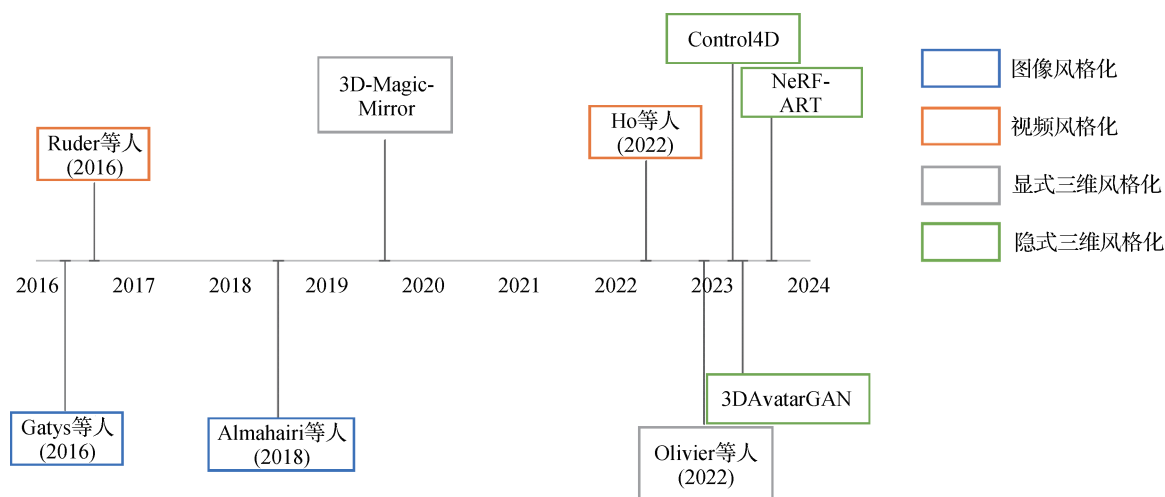 Control4D
NeRF-
ART
3D-Magic-
Mirror
Ruder等人
(2016)
Ho等人
(2022)
图像风格化
视频风格化
显式三维风格化
隐式三维风格化
2016
2017
2018
2019
2020
2021
2022
2023
2024
Gatys等人
(2016)
Almahairi等人
(2018)
3DAvatarGAN
Olivier等人
(2022)